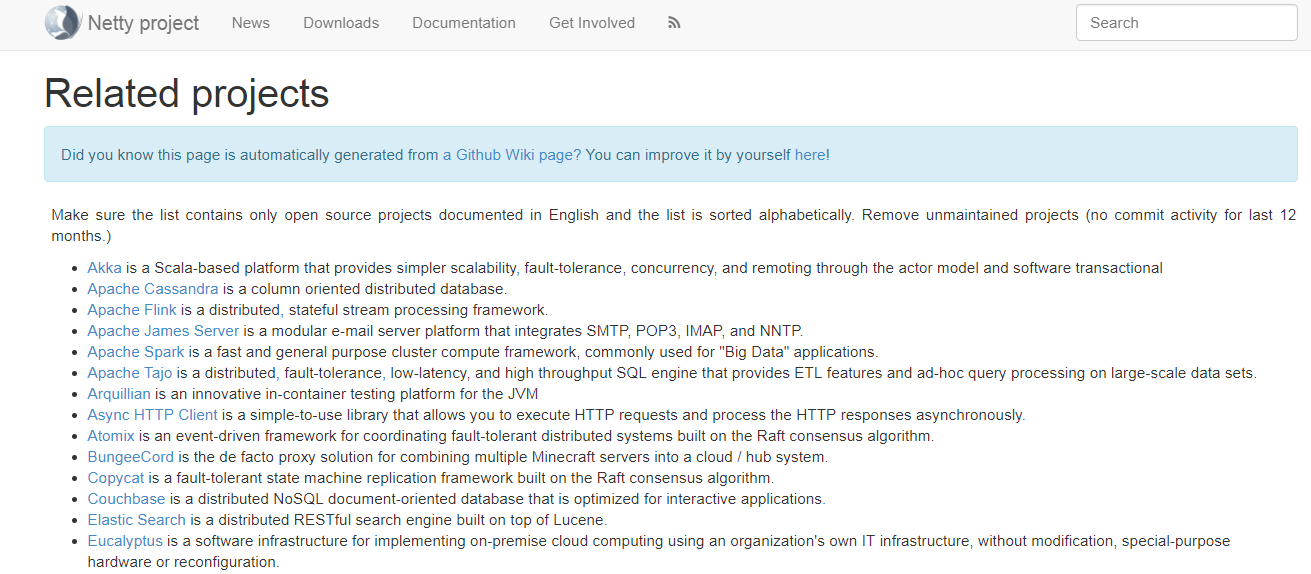 Netty project News Downloads Documentation Get Involved Search
Related projects
Did you know this page is automatically generated from a Github Wiki page? You can improve it by yourself here!
Make sure the list contains only open source projects documented in English and the list is sorted alphabetically. Remove unmaintained projects (no commit activity for last 12
months.)
• Akka is a Scala-based platform that provides simpler scalability, fault-tolerance, concurrency, and remoting through the actor model and software transactional
• Apache Cassandra is a column oriented distributed database.
• Apache Flink is a distributed, stateful stream processing framework.
• Apache James Server is a modular e-mail server platform that integrates SMTP, POP3, IMAP, and NNTP.
• Apache Spark is a fast and general purpose cluster compute framework, commonly used for "Big Data" applications.
• Apache Tajo is a distributed, fault-tolerance, low-latency, and high throughput SQL engine that provides ETL features and ad-hoc query processing on large-scale data sets.
• Arquillian is an innovative in-container testing platform for the JVM
• Async HTTP Client is a simple-to-use library that allows you to execute HTTP requests and process the HTTP responses asynchronously.
• Atomix is an event-driven framework for coordinating fault-tolerant distributed systems built on the Raft consensus algorithm.
• BungeeCord is the de facto proxy solution for combining multiple Minecraft servers into a cloud / hub system.
• Copycat is a fault-tolerant state machine replication framework built on the Raft consensus algorithm.
• Couchbase is a distributed NoSQL document-oriented database that is optimized for interactive applications.
• Elastic Search is a distributed RESTful search engine built on top of Lucene.
• Eucalyptus is a software infrastructure for implementing on-premise cloud computing using an organization's own IT infrastructure, without modification, special-purpose
hardware or reconfiguration.